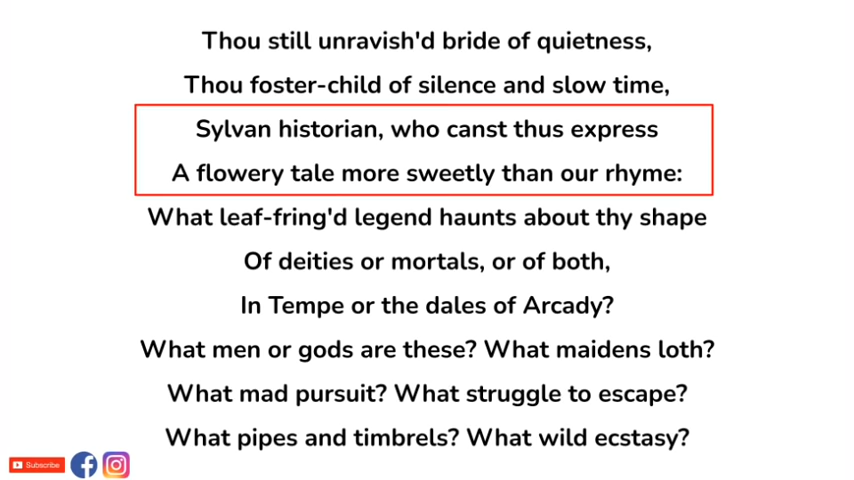 Thou still unravish'd bride of quietness,
Thou foster-child of silence and slow time,
Sylvan historian, who canst thus express
A flowery tale more sweetly than our rhyme:
What leaf-fring'd legend haunts about thy shape
Of deities or mortals, or of both,
In Tempe or the dales of Arcady?
What men or gods are these? What maidens loth?
What mad pursuit? What struggle to escape?
What pipes and timbrels? What wild ecstasy?
Subscribe